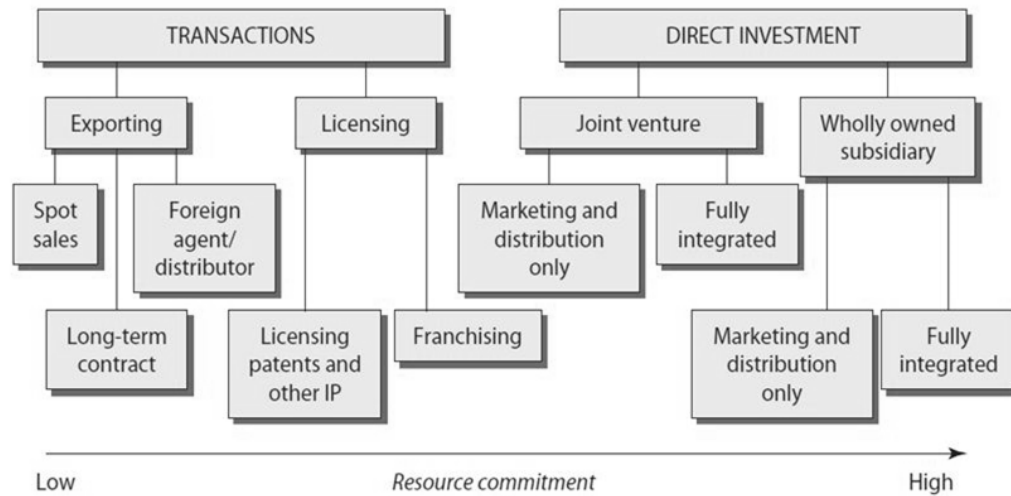 TRANSACTIONS
DIRECT INVESTMENT
Exporting
Licensing
Joint venture
Wholly owned
subsidiary
Spot
sales
Foreign
agent/
distributor
Marketing and
distribution
only
Fully
integrated
Long-term
contract
Licensing
patents and
other IP
Franchising
Marketing and
distribution
only
Fully
integrated
Low
Resource commitment
High